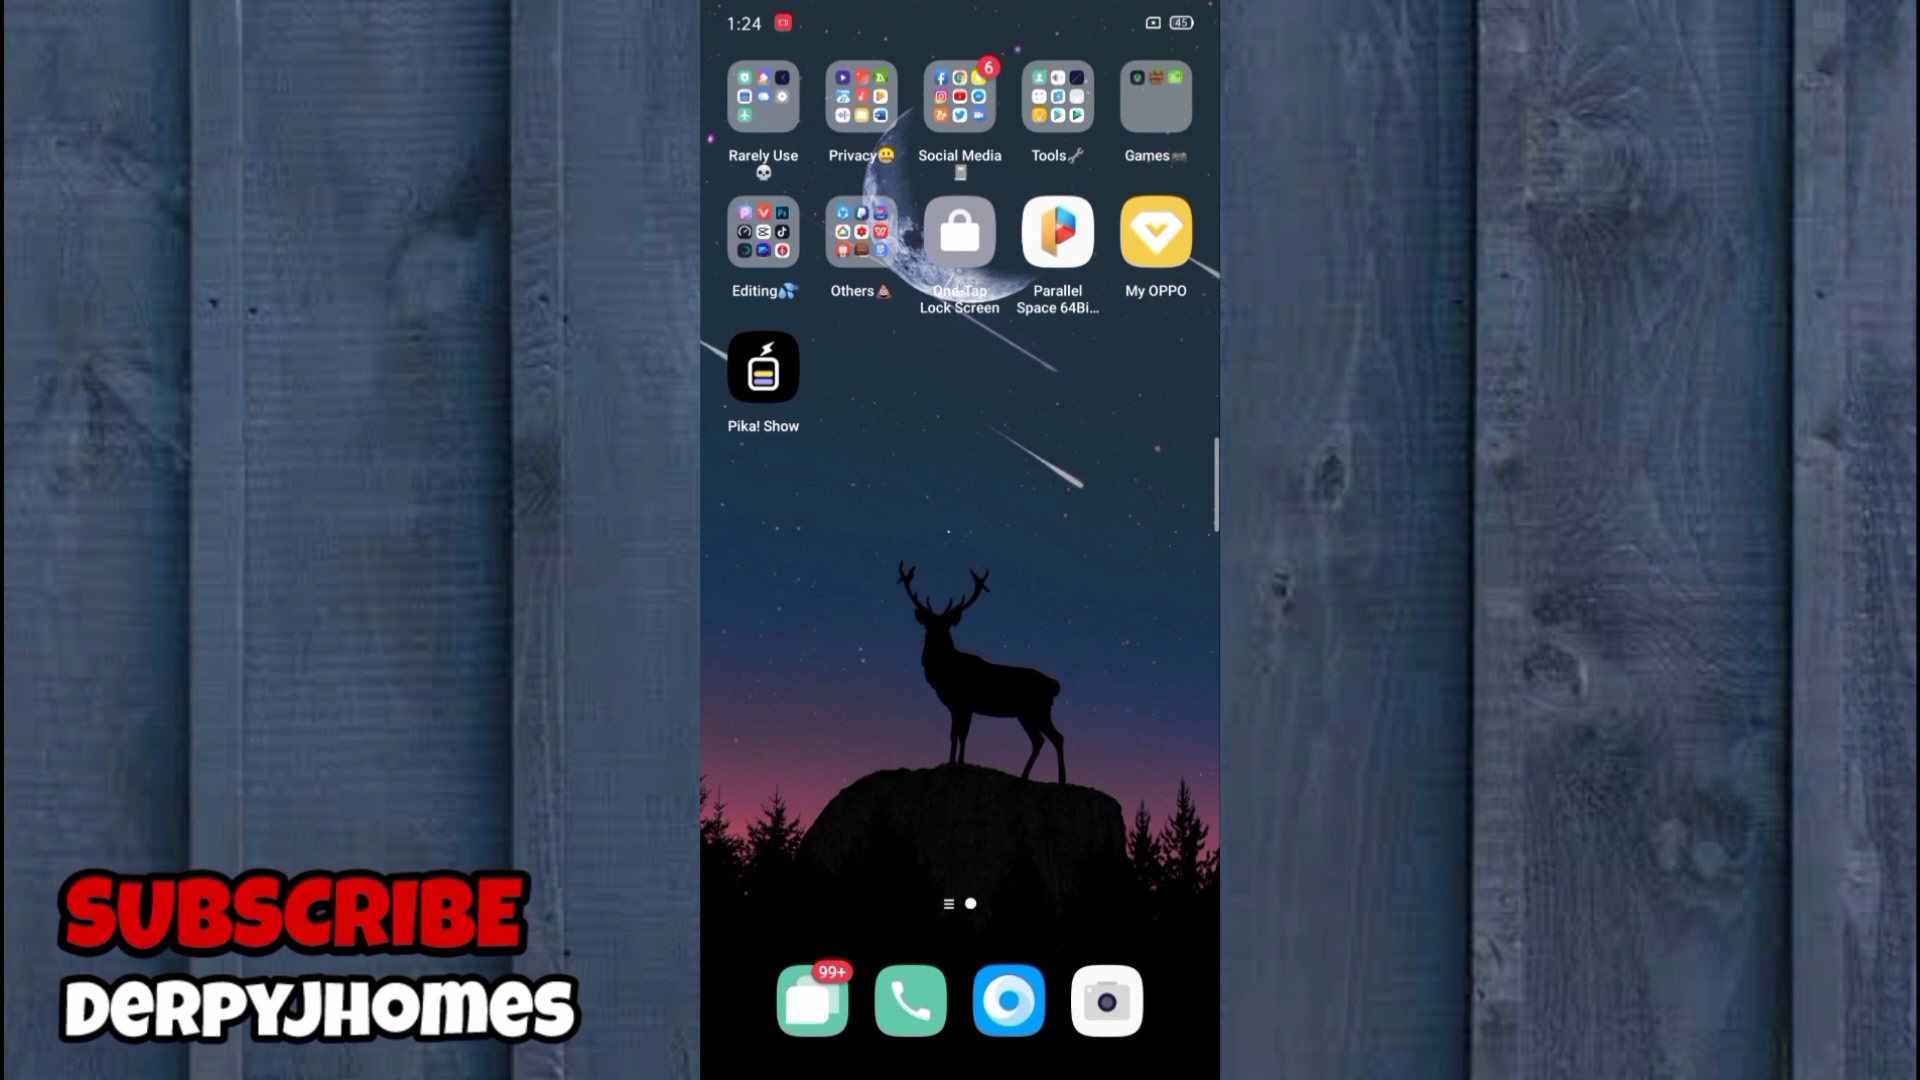 1:24
45
6
Rarely Use
💀
Privacy🤐
Social Media
📓
Tools🔧
Games🎮
Editing💦
Others💩
One-Tap
Lock Screen
Parallel
Space 64Bi...
My OPPO
Pika! Show
SUBSCRIBE
DerpyJHomes
99+